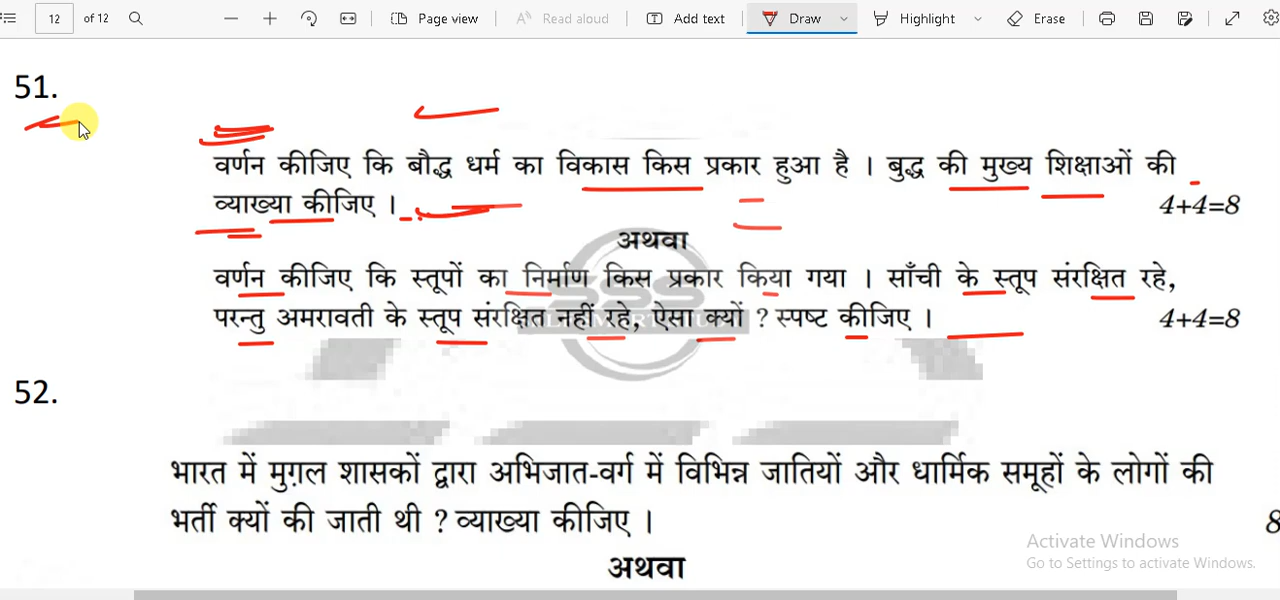 12 of 12 Page view Read aloud Add text Draw Highlight Erase
51.
वर्णन कीजिए कि बौद्ध धर्म का विकास किस प्रकार हुआ है । बुद्ध की मुख्य शिक्षाओं की
व्याख्या कीजिए । 4+4=8
अथवा
वर्णन कीजिए कि स्तूपों का निर्माण किस प्रकार किया गया । साँची के स्तूप संरक्षित रहे,
परन्तु अमरावती के स्तूप संरक्षित नहीं रहे, ऐसा क्यों ? स्पष्ट कीजिए । 4+4=8
52.
भारत में मुग़ल शासकों द्वारा अभिजात-वर्ग में विभिन्न जातियों और धार्मिक समूहों के लोगों की
भर्ती क्यों की जाती थी ? व्याख्या कीजिए । 8
Activate Windows
Go to Settings to activate Windows.
अथवा